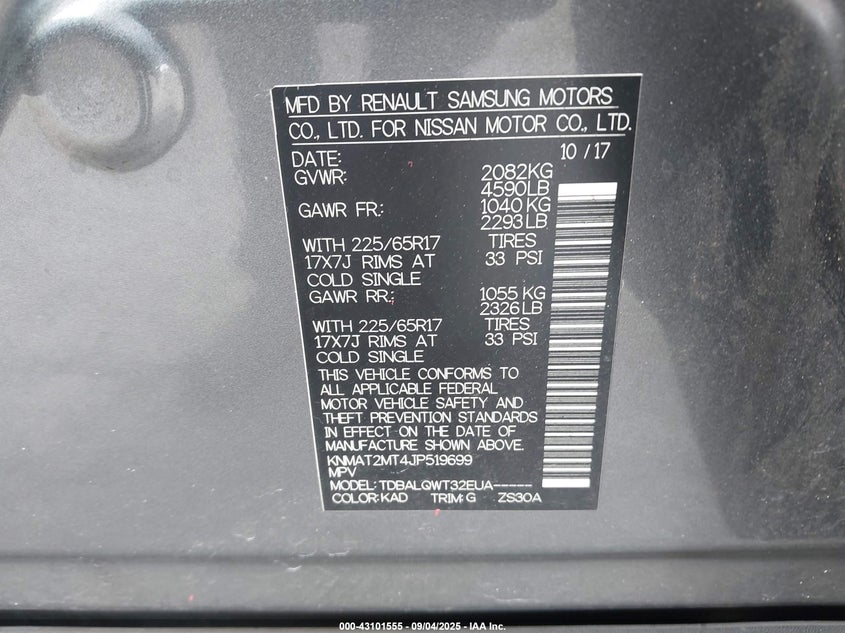 MFD BY RENAULT SAMSUNG MOTORS
CO., LTD. FOR NISSAN MOTOR CO., LTD.
DATE: 10 / 17
GVWR: 2082KG
4590LB
GAWR FR: 1040 KG
2293 LB
WITH 225/65R17 TIRES
17X7J RIMS AT 33 PSI
COLD SINGLE
GAWR RR: 1055 KG
2326 LB
WITH 225/65R17 TIRES
17X7J RIMS AT 33 PSI
COLD SINGLE
THIS VEHICLE CONFORMS TO
ALL APPLICABLE FEDERAL
MOTOR VEHICLE SAFETY AND
THEFT PREVENTION STANDARDS
IN EFFECT ON THE DATE OF
MANUFACTURE SHOWN ABOVE.
KNMAT2MT4JP519699
MPV
MODEL: TDBALQWT32EUA-----
COLOR: KAD TRIM: G ZS30A
000-43101555 - 09/04/2025 - IAA Inc.